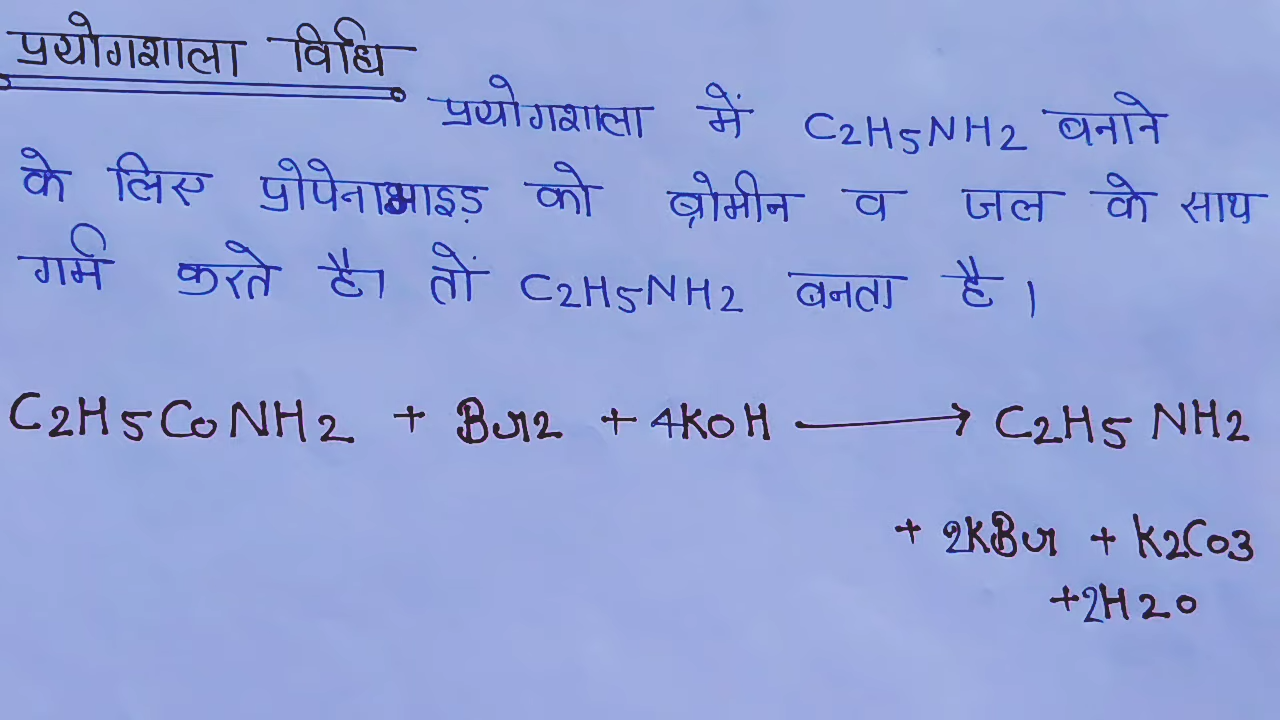 प्रयोगशाला विधि
प्रयोगशाला में C2H5NH2 बनाने
के लिए प्रोपेनामाइड़ को ब्रोमीन व जल के साथ
गर्म करते है। तों C2H5NH2 बनता है।
C2H5CoNH2 + Br2 + 4KOH ⟶ C2H5NH2
+ 2KBr + K2Co3
+2H2O